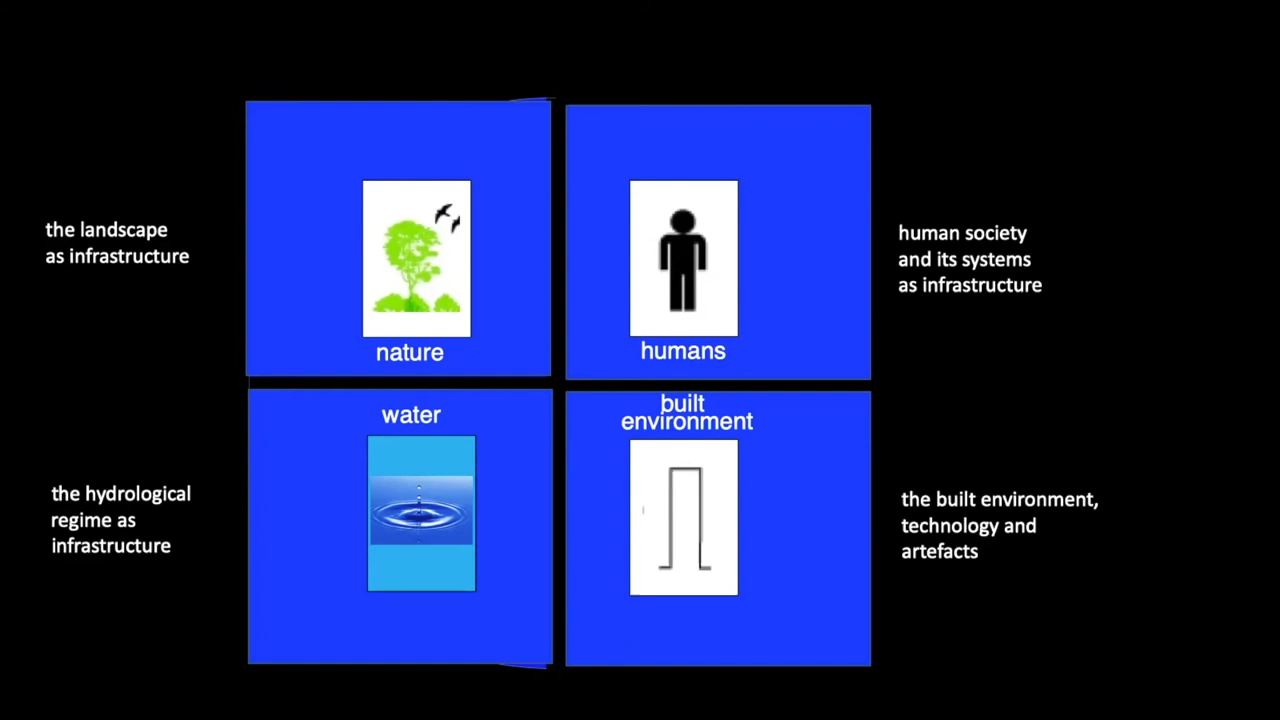 the landscape
as infrastructure
nature
humans
human society
and its systems
as infrastructure
water
built
environment
the hydrological
regime as
infrastructure
the built environment,
technology and
artefacts